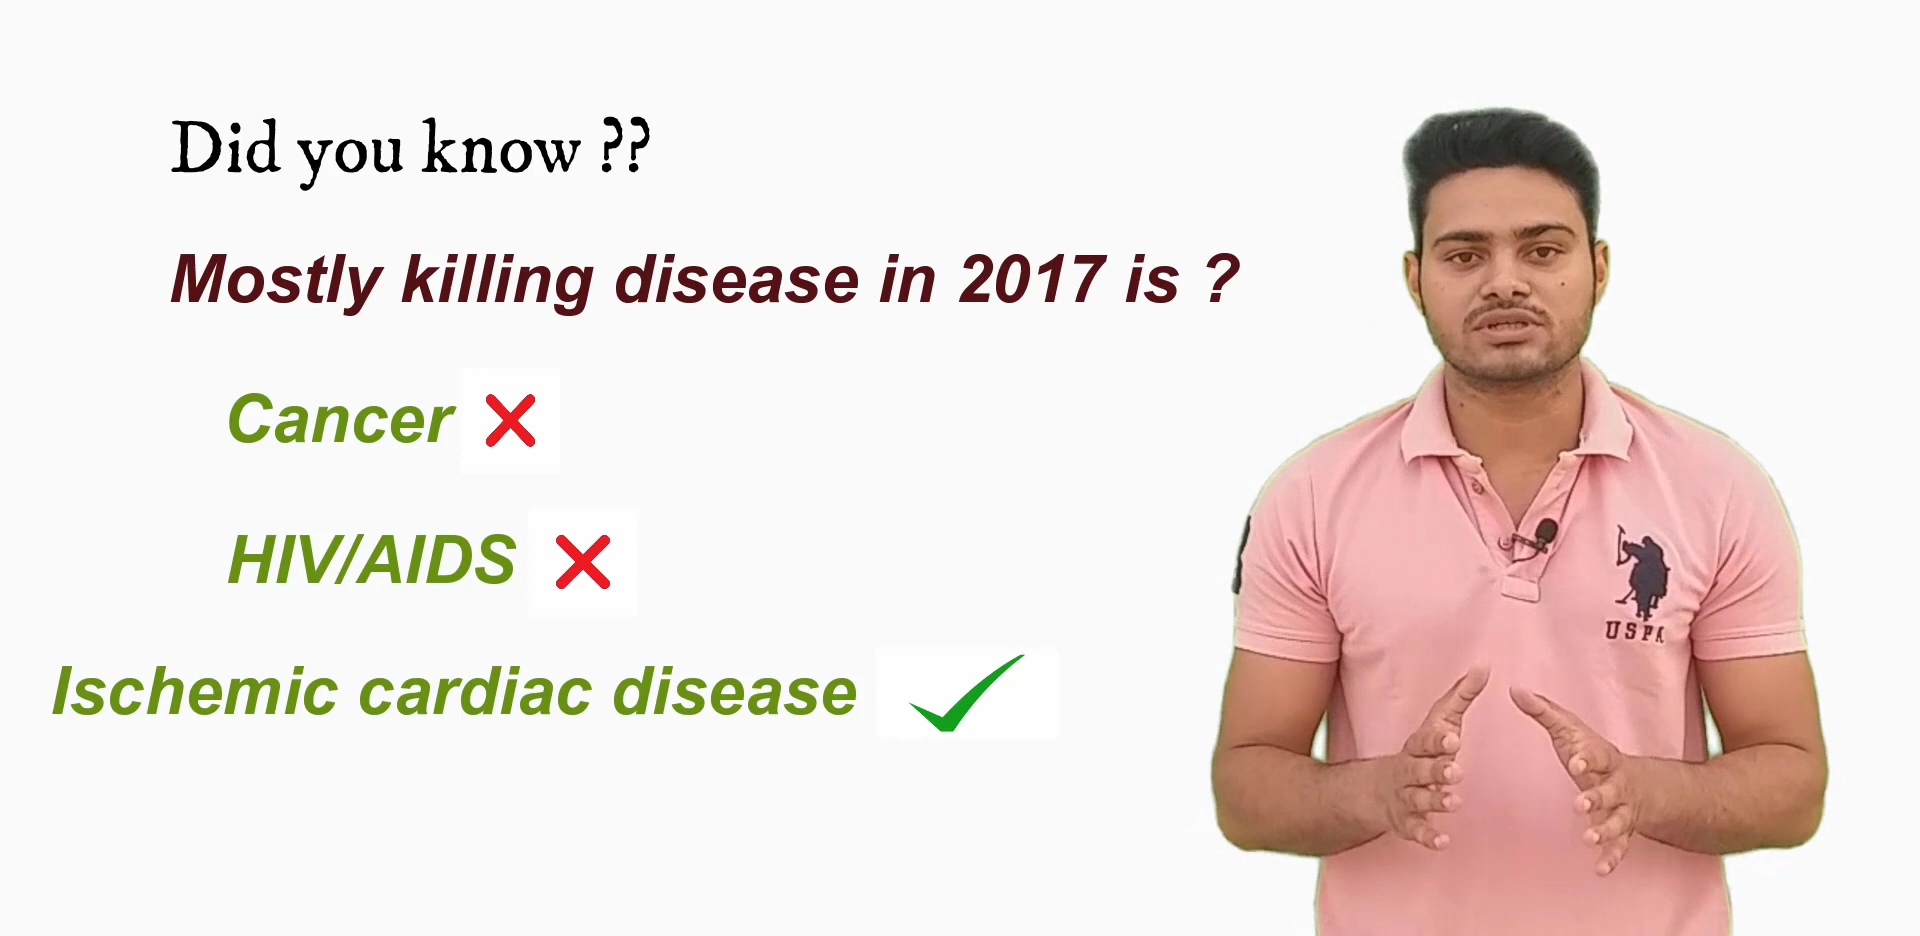 Did you know ??
Mostly killing disease in 2017 is ?
Cancer
HIV/AIDS
Ischemic cardiac disease
USPA